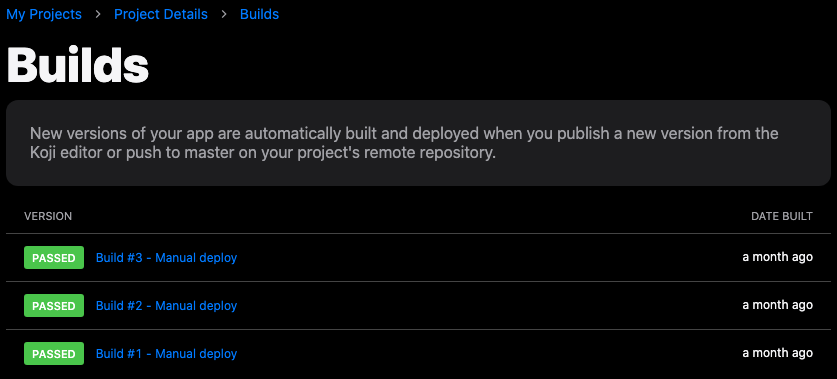 My Projects > Project Details > Builds
Builds
New versions of your app are automatically built and deployed when you publish a new version from the
Koji editor or push to master on your project's remote repository.
VERSION DATE BUILT
PASSED Build #3 - Manual deploy a month ago
PASSED Build #2 - Manual deploy a month ago
PASSED Build #1 - Manual deploy a month ago